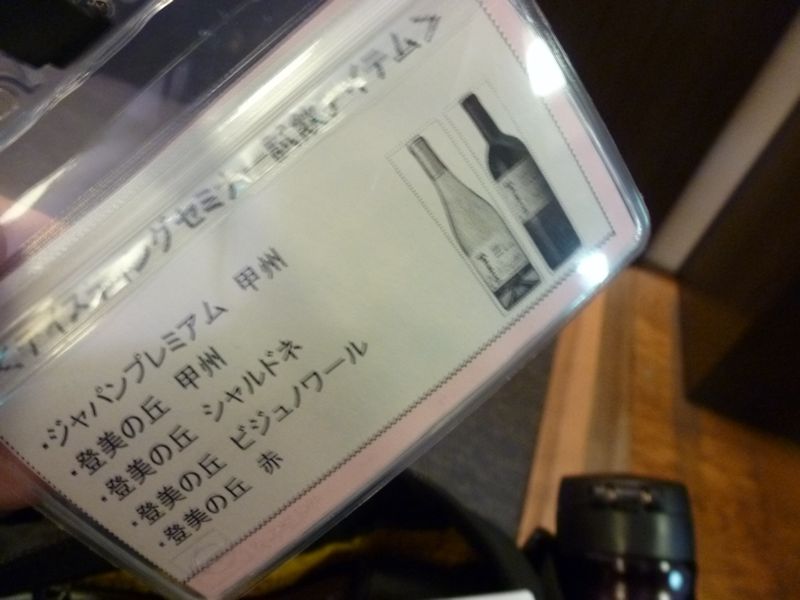 ＜テイスティングセミナー試飲アイテム＞
・ジャパンプレミアム 甲州
・登美の丘 甲州
・登美の丘 シャルドネ
・登美の丘 ビジュノワール
・登美の丘 赤